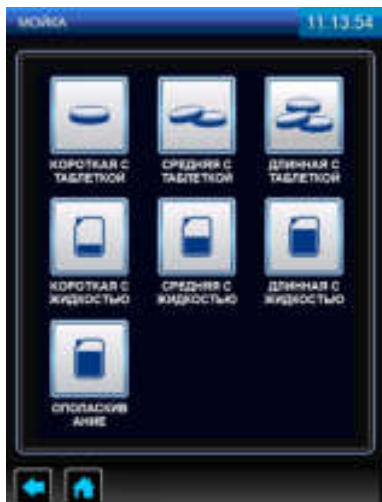 МОЙКА 11.13.54
КОРОТКАЯ С СРЕДНЯЯ С ДЛИННАЯ С
ТАБЛЕТКОЙ ТАБЛЕТКОЙ ТАБЛЕТКОЙ
КОРОТКАЯ С СРЕДНЯЯ С ДЛИННАЯ С
ЖИДКОСТЬЮ ЖИДКОСТЬЮ ЖИДКОСТЬЮ
ОПОЛАСКИВ
АНИЕ